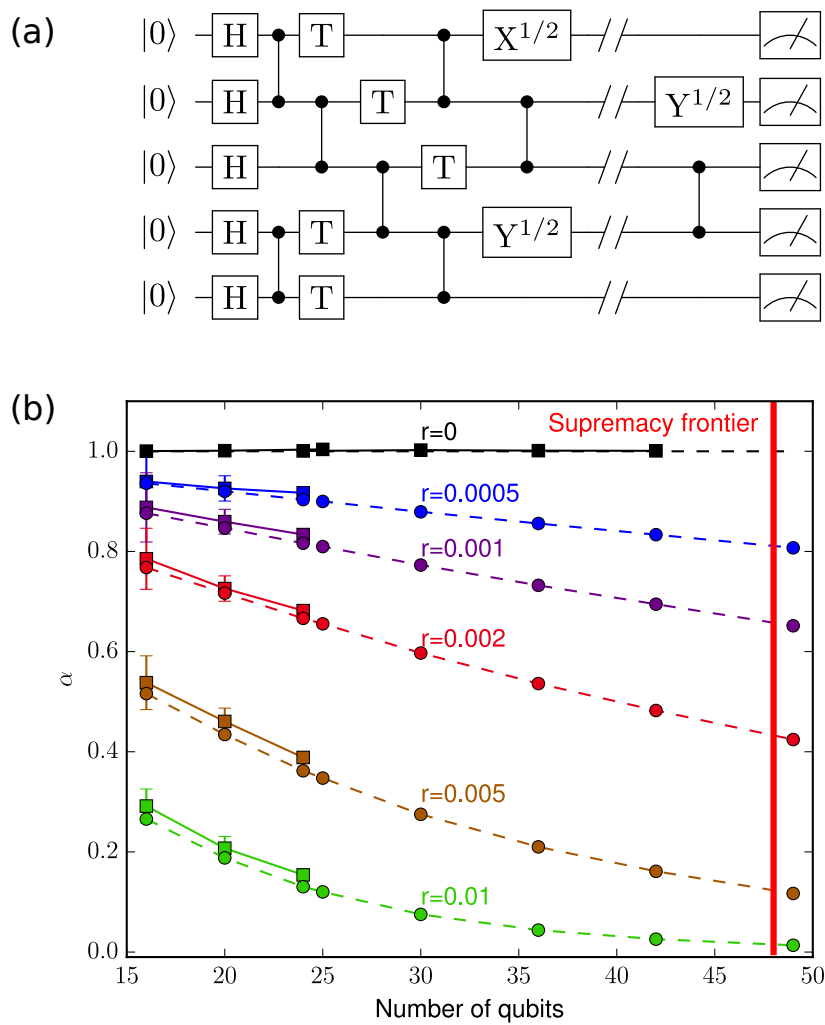 (a)
|0⟩ H T X^{1/2}
|0⟩ H T Y^{1/2}
|0⟩ H T
|0⟩ H T Y^{1/2}
|0⟩ H T
(b)
Supremacy frontier
r=0
r=0.0005
r=0.001
r=0.002
r=0.005
r=0.01
α
1.0
0.8
0.6
0.4
0.2
0.0
15 20 25 30 35 40 45 50
Number of qubits